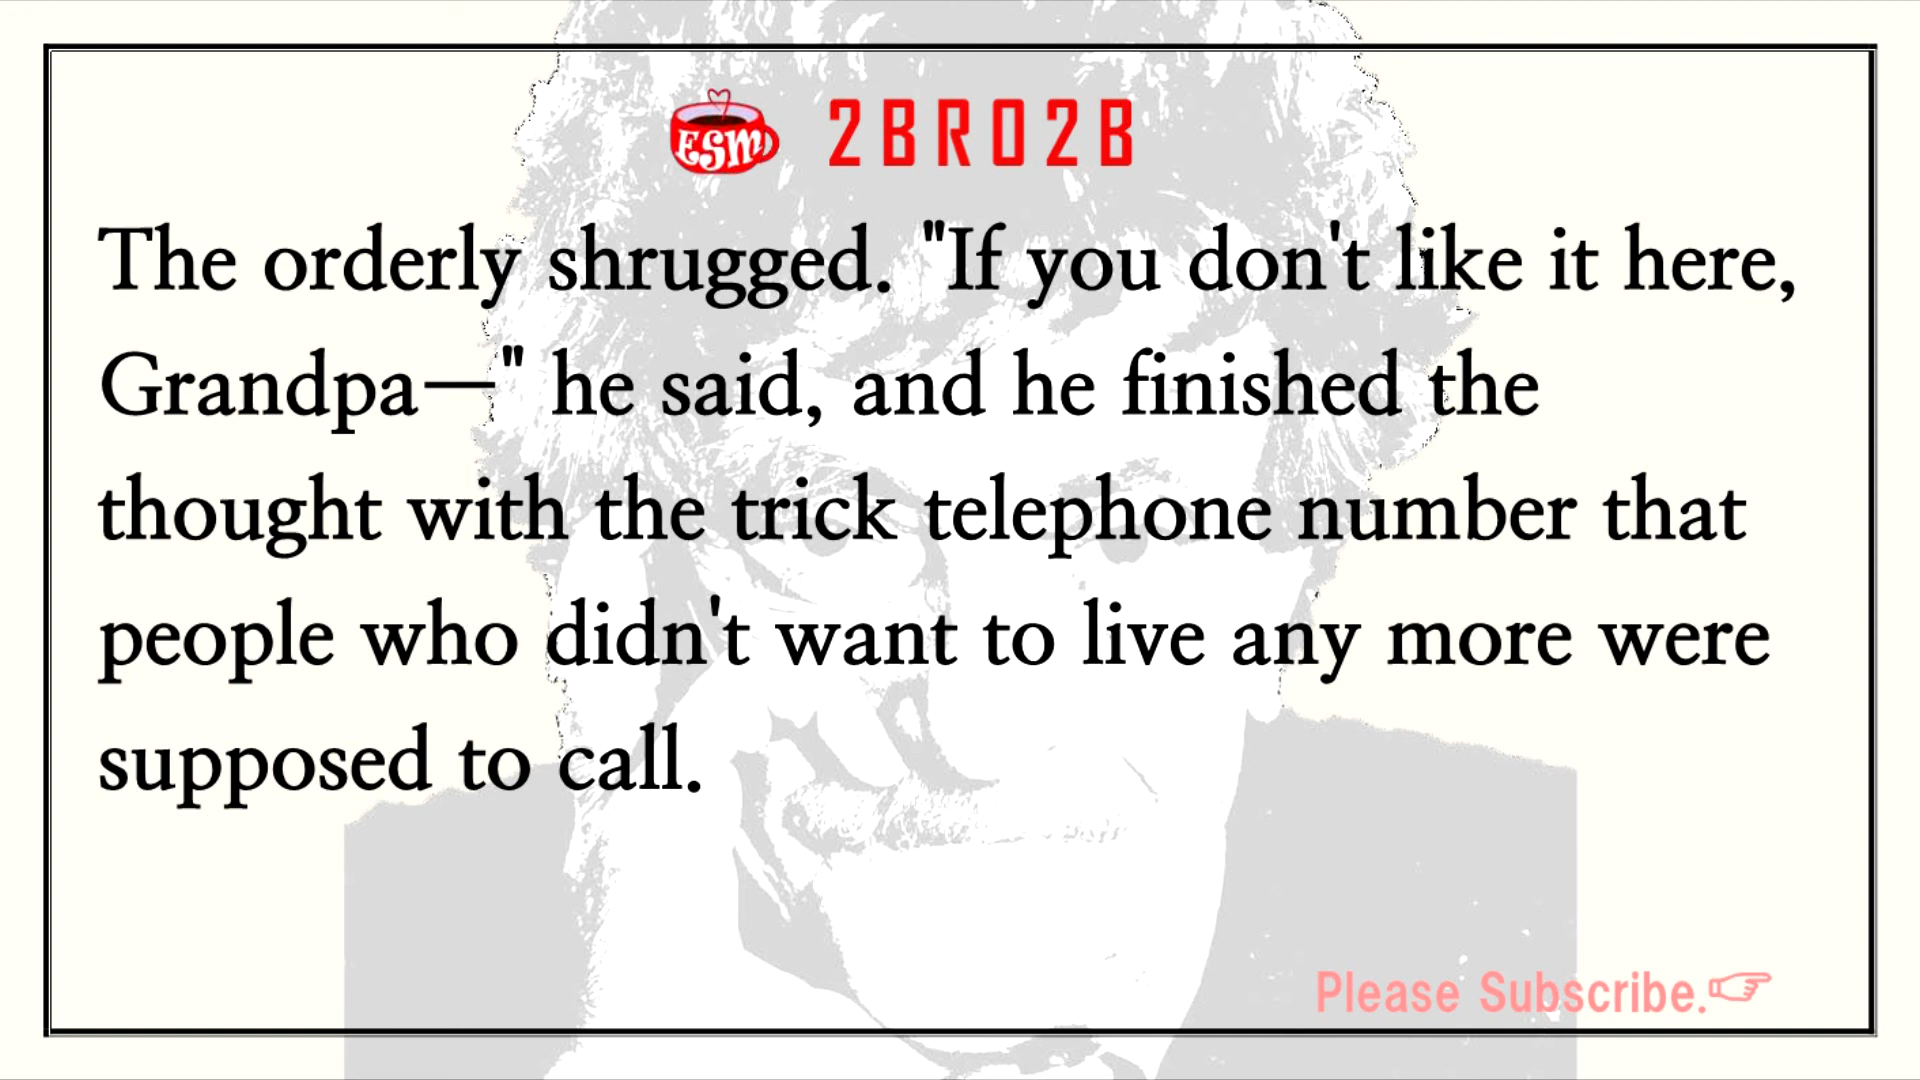 ESM 2BR02B
The orderly shrugged. "If you don't like it here,
Grandpa—" he said, and he finished the
thought with the trick telephone number that
people who didn't want to live any more were
supposed to call.
Please Subscribe.